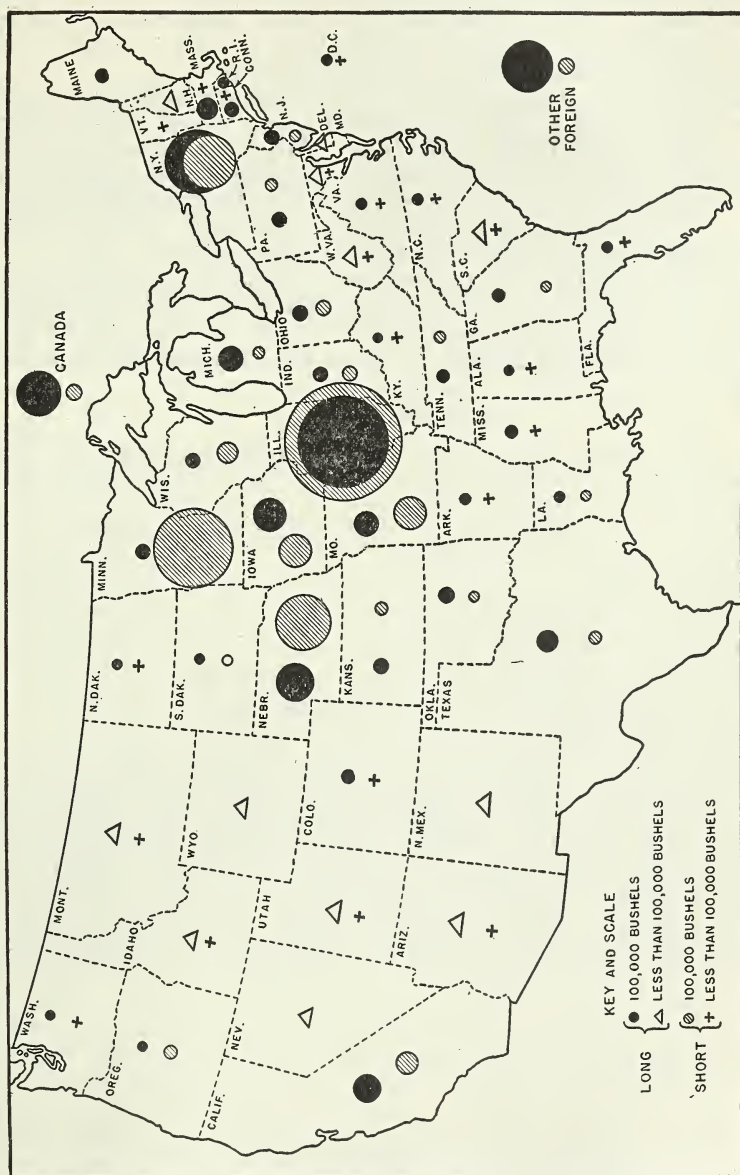 WASH.
MONT.
N. DAK.
MINN.
OREG.
IDAHO
WYO.
S. DAK.
WIS.
MICH.
CANADA
N.Y.
VT.
N.H.
MAINE
MASS.
R.I.
CONN.
CALIF.
NEV.
UTAH
COLO.
NEBR.
IOWA
ILL.
IND.
OHIO
PA.
N.J.
DEL.
MD.
D.C.
ARIZ.
N. MEX.
KANS.
MO.
KY.
W. VA.
VA.
OKLA.
TEXAS
ARK.
TENN.
N.C.
LA.
MISS.
ALA.
GA.
S.C.
FLA.
OTHER
FOREIGN
KEY AND SCALE
LONG
100,000 BUSHELS
LESS THAN 100,000 BUSHELS
SHORT
100,000 BUSHELS
LESS THAN 100,000 BUSHELS